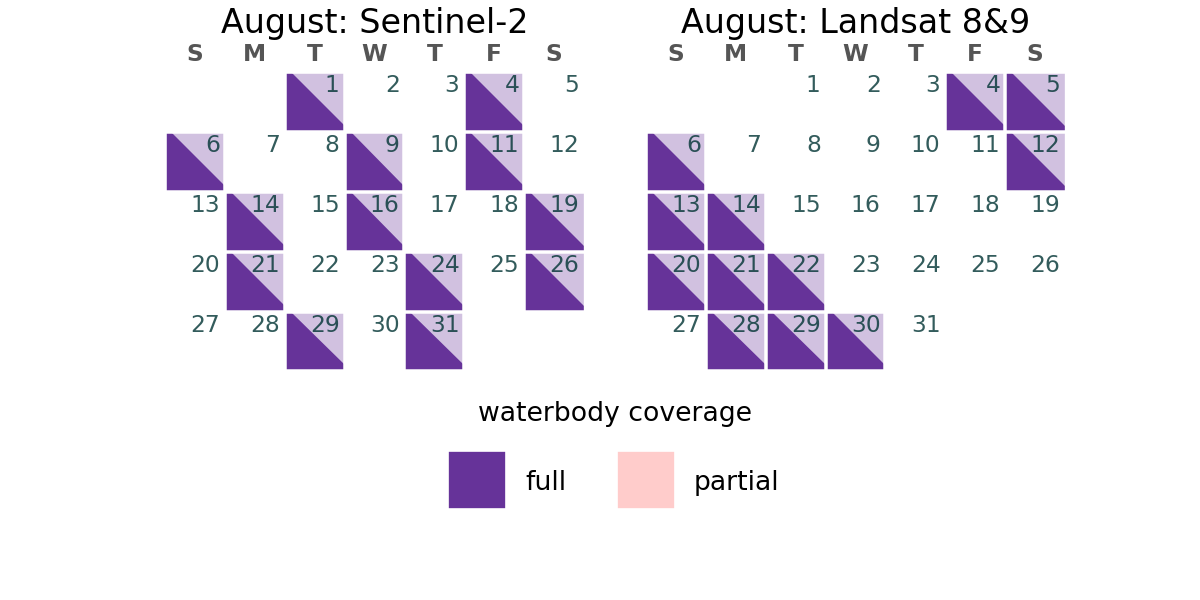 August: Sentinel-2
S M T W T F S
1 2 3 4 5
6 7 8 9 10 11 12
13 14 15 16 17 18 19
20 21 22 23 24 25 26
27 28 29 30 31
August: Landsat 8&9
S M T W T F S
1 2 3 4 5
6 7 8 9 10 11 12
13 14 15 16 17 18 19
20 21 22 23 24 25 26
27 28 29 30 31
waterbody coverage
full partial